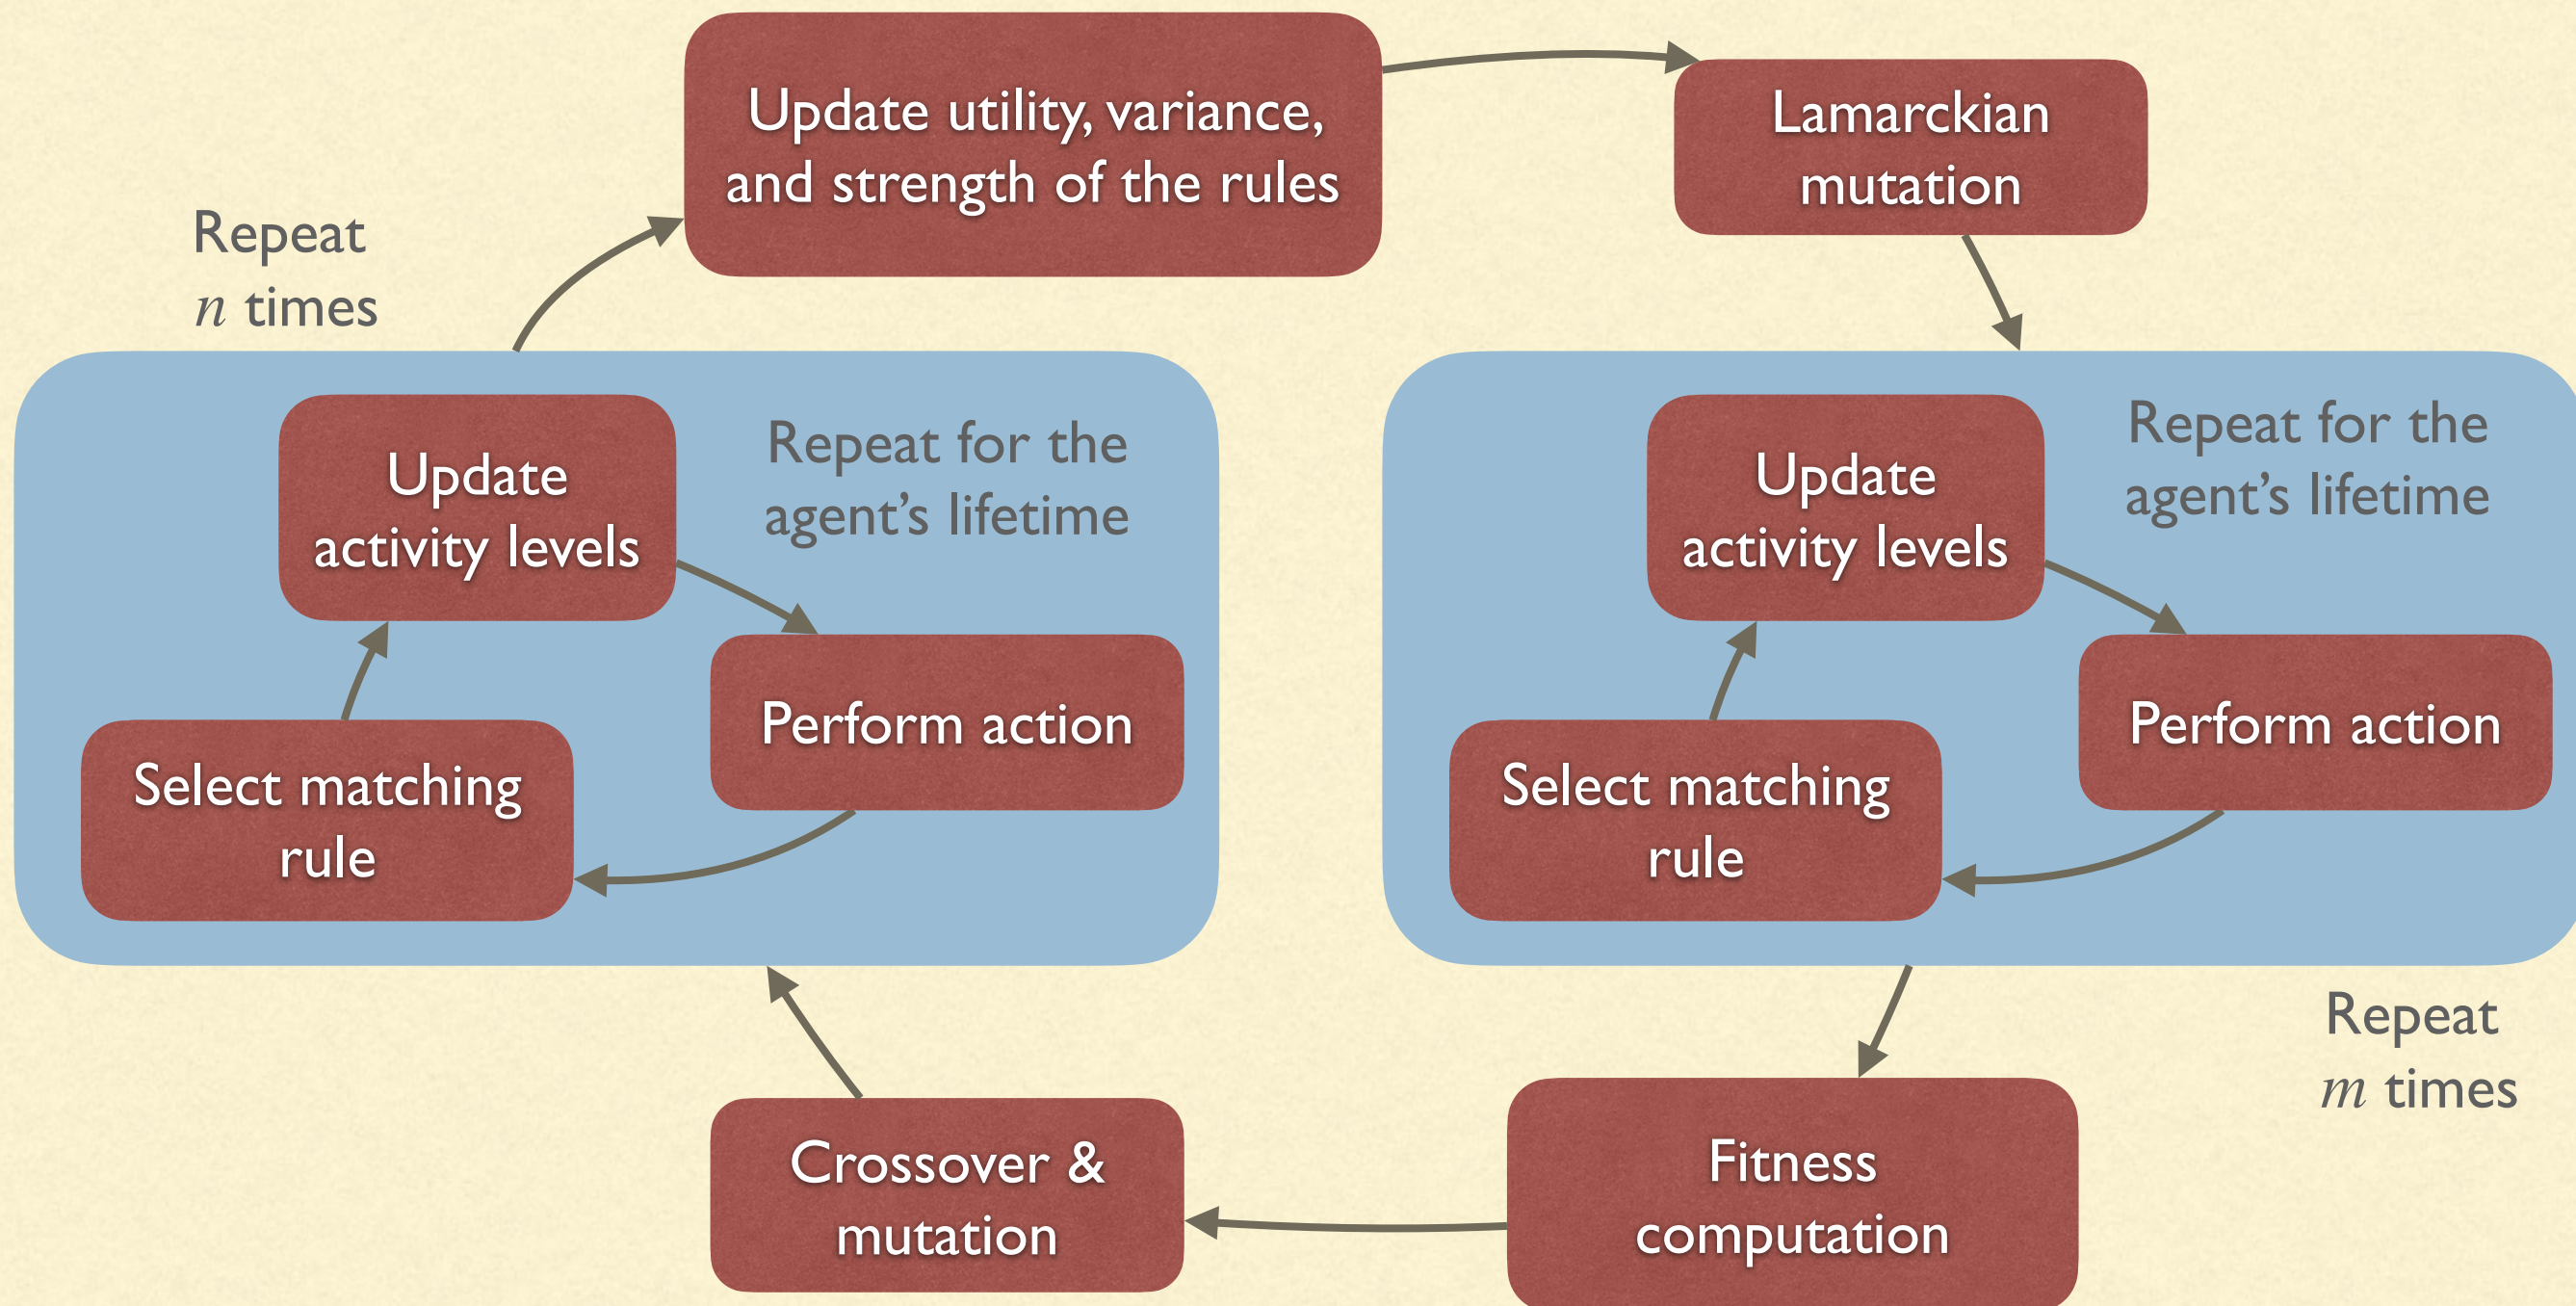 Update utility, variance,
and strength of the rules
Lamarckian
mutation
Repeat
n times
Update
activity levels
Repeat for the
agent’s lifetime
Perform action
Select matching
rule
Update
activity levels
Repeat for the
agent’s lifetime
Perform action
Select matching
rule
Repeat
m times
Crossover &
mutation
Fitness
computation